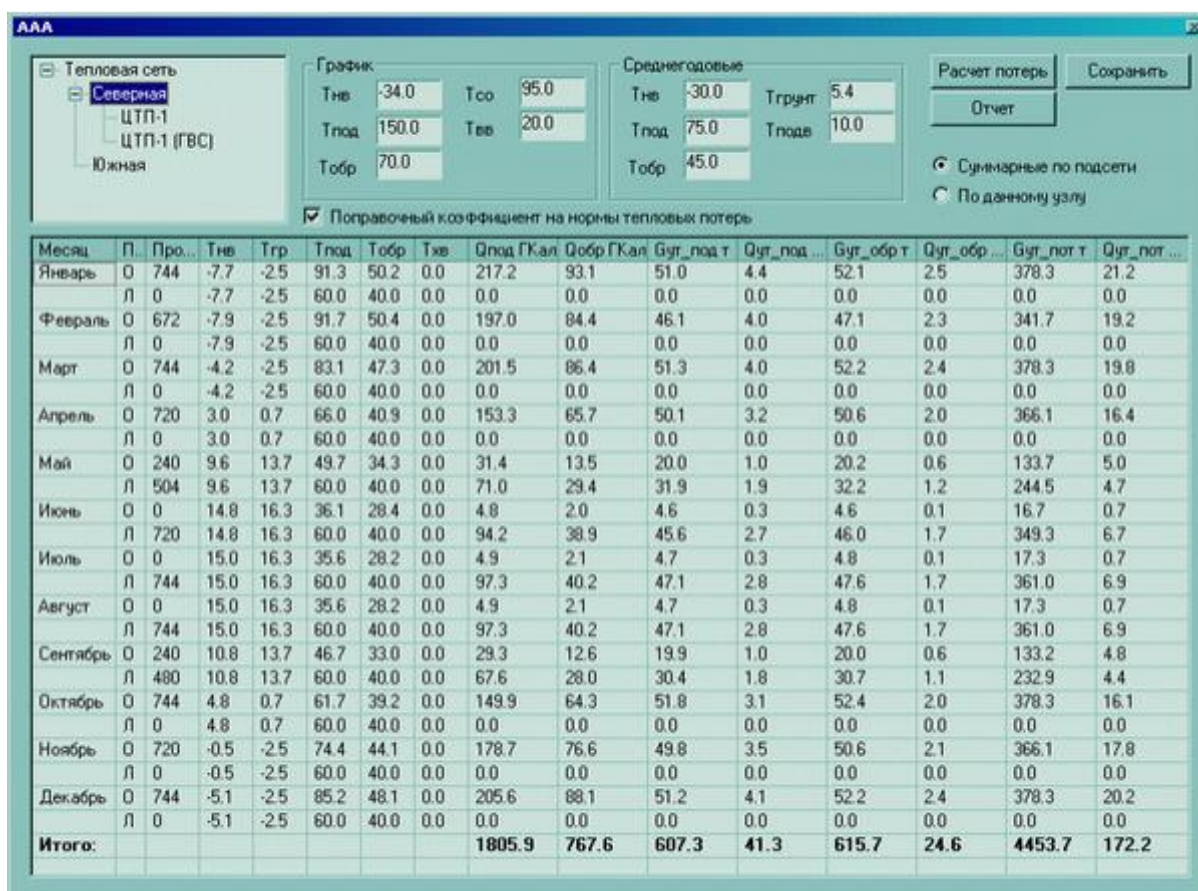 AAA
Тепловая сеть
Северная
ЦТП-1
ЦТП-1 (ГВС)
Южная
График
Тнв -34.0 Тсо 95.0
Тпод 150.0 Твв 20.0
Тобр 70.0
Среднегодовые
Тнв -30.0 Тгрунт 5.4
Тпод 75.0 Тподв 10.0
Тобр 45.0
Расчет потерь Сохранить
Отчет
Суммарные по подсети
По данному узлу
Поправочный коэффициент на нормы тепловых потерь
Месяц П... Про... Тнв Тгр Тпод Тобр Тхв Qпод ГКал Qобр ГКал Gут_под т Qут_под ... Gут_обр т Qут_обр ... Gут_пот т Qут_пот ...
Январь О 744 -7.7 -2.5 91.3 50.2 0.0 217.2 93.1 51.0 4.4 52.1 2.5 378.3 21.2
Л 0 -7.7 -2.5 60.0 40.0 0.0 0.0 0.0 0.0 0.0 0.0 0.0 0.0 0.0
Февраль О 672 -7.9 -2.5 91.7 50.4 0.0 197.0 84.4 46.1 4.0 47.1 2.3 341.7 19.2
Л 0 -7.9 -2.5 60.0 40.0 0.0 0.0 0.0 0.0 0.0 0.0 0.0 0.0 0.0
Март О 744 -4.2 -2.5 83.1 47.3 0.0 201.5 86.4 51.3 4.0 52.2 2.4 378.3 19.8
Л 0 -4.2 -2.5 60.0 40.0 0.0 0.0 0.0 0.0 0.0 0.0 0.0 0.0 0.0
Апрель О 720 3.0 0.7 66.0 40.9 0.0 153.3 65.7 50.1 3.2 50.6 2.0 366.1 16.4
Л 0 3.0 0.7 60.0 40.0 0.0 0.0 0.0 0.0 0.0 0.0 0.0 0.0 0.0
Май О 240 9.6 13.7 49.7 34.3 0.0 31.4 13.5 20.0 1.0 20.2 0.6 133.7 5.0
Л 504 9.6 13.7 60.0 40.0 0.0 71.0 29.4 31.9 1.9 32.2 1.2 244.5 4.7
Июнь О 0 14.8 16.3 36.1 28.4 0.0 4.8 2.0 4.6 0.3 4.6 0.1 16.7 0.7
Л 720 14.8 16.3 60.0 40.0 0.0 94.2 38.9 45.6 2.7 46.0 1.7 349.3 6.7
Июль О 0 15.0 16.3 35.6 28.2 0.0 4.9 2.1 4.7 0.3 4.8 0.1 17.3 0.7
Л 744 15.0 16.3 60.0 40.0 0.0 97.3 40.2 47.1 2.8 47.6 1.7 361.0 6.9
Август О 0 15.0 16.3 35.6 28.2 0.0 4.9 2.1 4.7 0.3 4.8 0.1 17.3 0.7
Л 744 15.0 16.3 60.0 40.0 0.0 97.3 40.2 47.1 2.8 47.6 1.7 361.0 6.9
Сентябрь О 240 10.8 13.7 46.7 33.0 0.0 29.3 12.6 19.9 1.0 20.0 0.6 133.2 4.8
Л 480 10.8 13.7 60.0 40.0 0.0 67.6 28.0 30.4 1.8 30.7 1.1 232.9 4.4
Октябрь О 744 4.8 0.7 61.7 39.2 0.0 149.9 64.3 51.8 3.1 52.4 2.0 378.3 16.1
Л 0 4.8 0.7 60.0 40.0 0.0 0.0 0.0 0.0 0.0 0.0 0.0 0.0 0.0
Ноябрь О 720 -0.5 -2.5 74.4 44.1 0.0 178.7 76.6 49.8 3.5 50.6 2.1 366.1 17.8
Л 0 -0.5 -2.5 60.0 40.0 0.0 0.0 0.0 0.0 0.0 0.0 0.0 0.0 0.0
Декабрь О 744 -5.1 -2.5 85.2 48.1 0.0 205.6 88.1 51.2 4.1 52.2 2.4 378.3 20.2
Л 0 -5.1 -2.5 60.0 40.0 0.0 0.0 0.0 0.0 0.0 0.0 0.0 0.0 0.0
Итого: 1805.9 767.6 607.3 41.3 615.7 24.6 4453.7 172.2